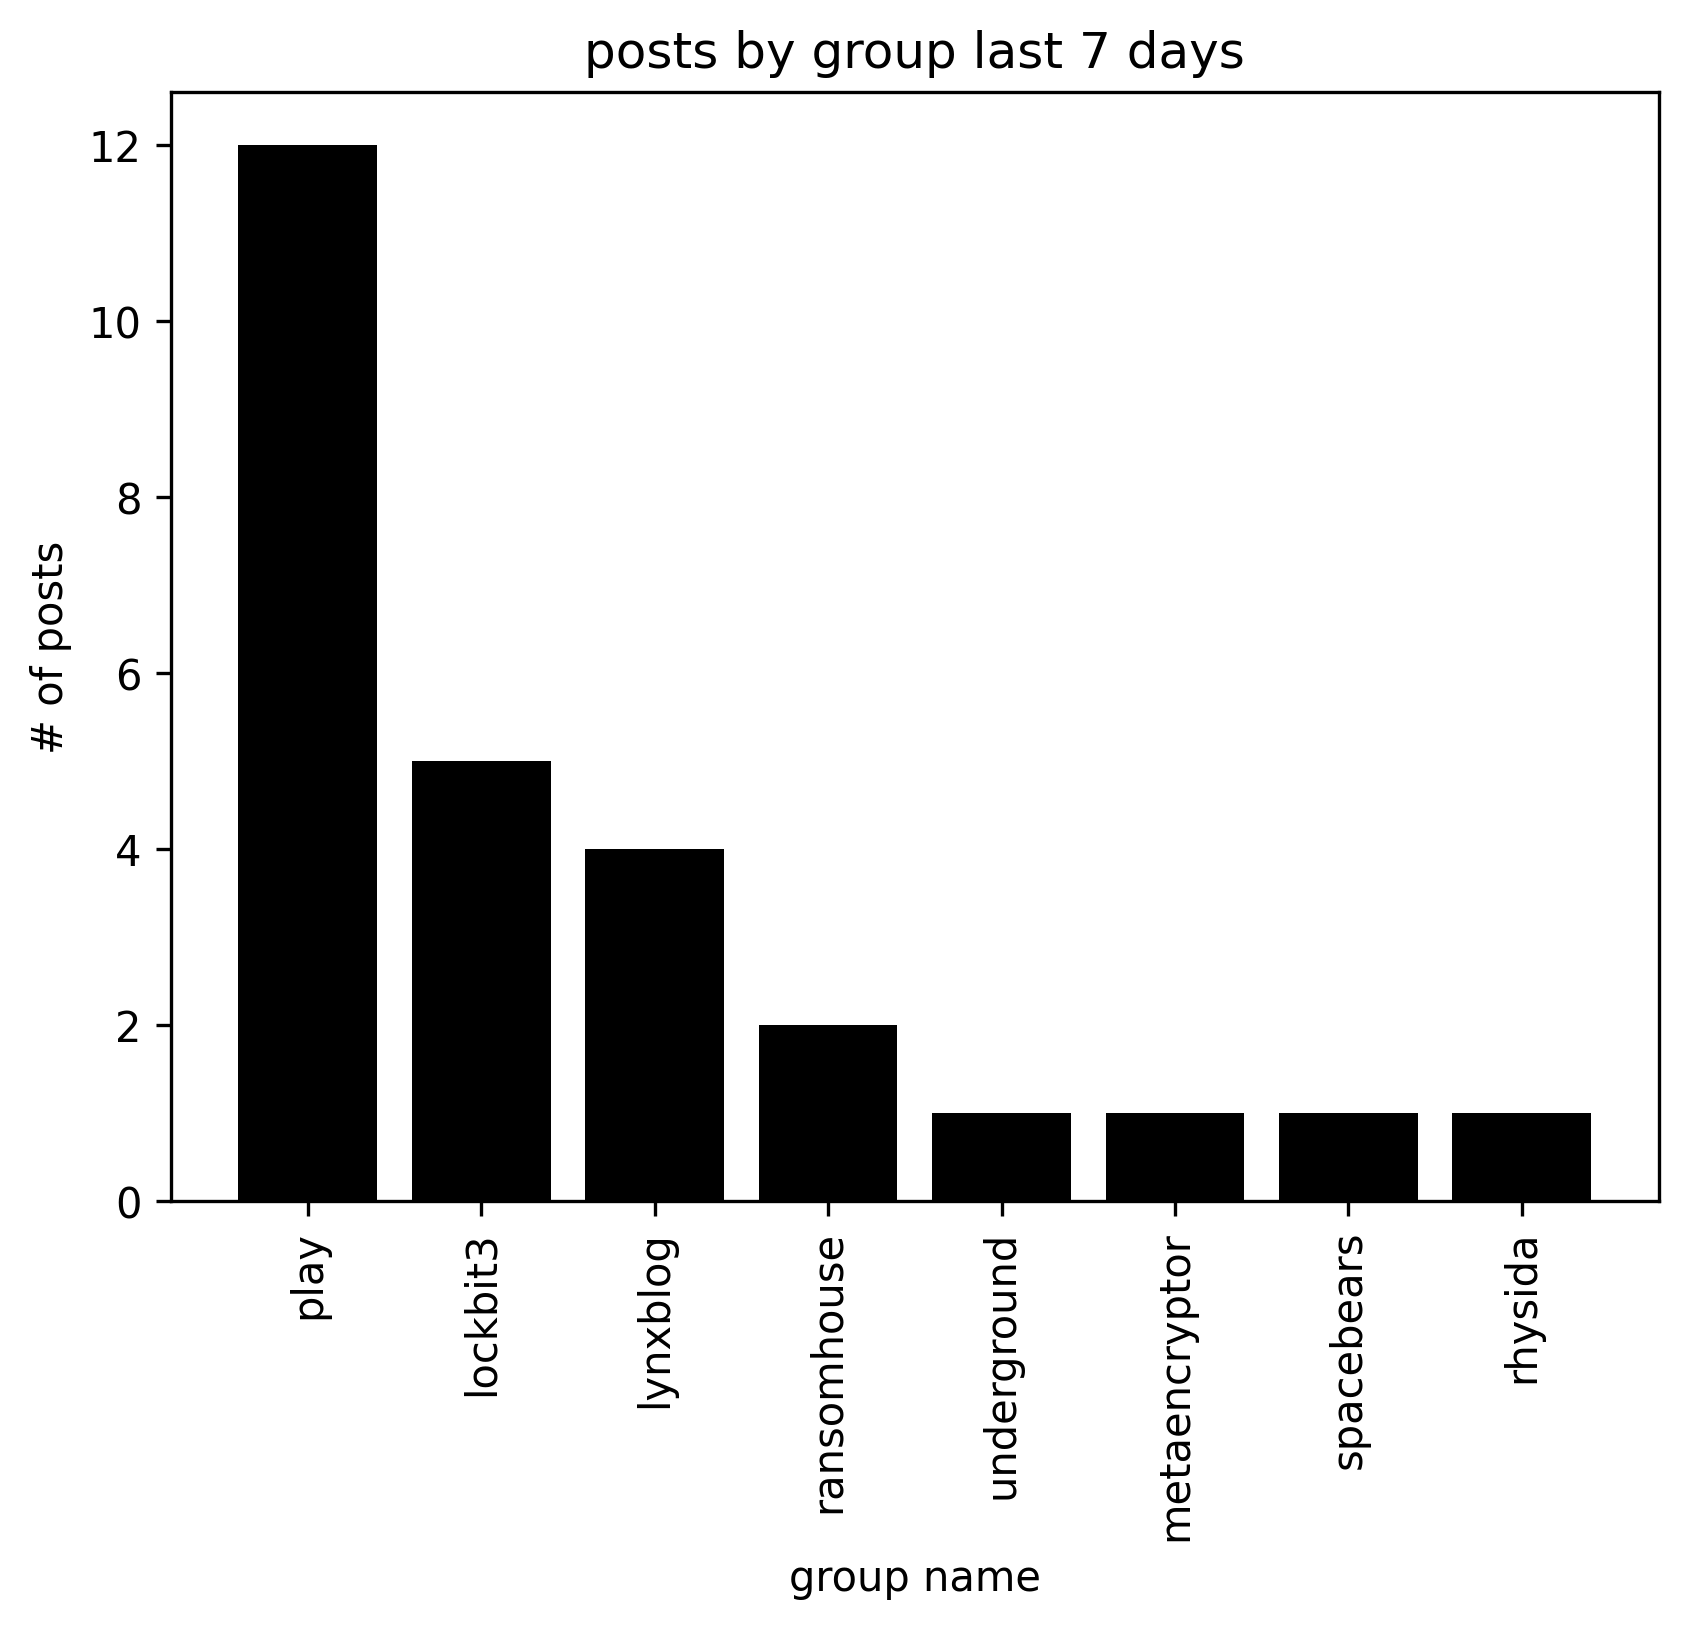 posts by group last 7 days
# of posts
12
10
8
6
4
2
0
play
lockbit3
lynxblog
ransomhouse
underground
metaencryptor
spacebears
rhysida
group name